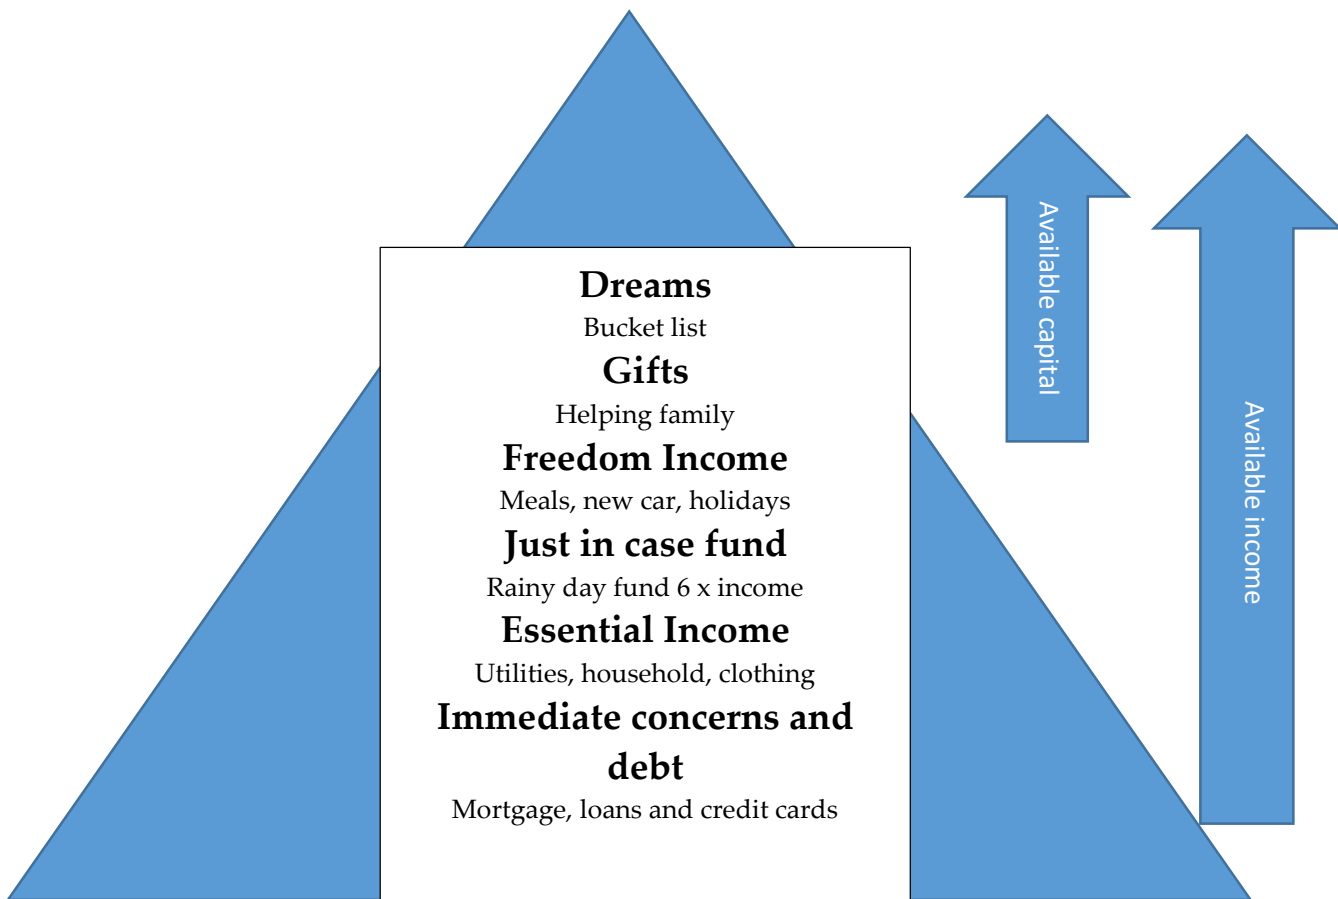 Dreams
Bucket list
Gifts
Helping family
Freedom Income
Meals, new car, holidays
Just in case fund
Rainy day fund 6 x income
Essential Income
Utilities, household, clothing
Immediate concerns and
debt
Mortgage, loans and credit cards
Available capital
Available income